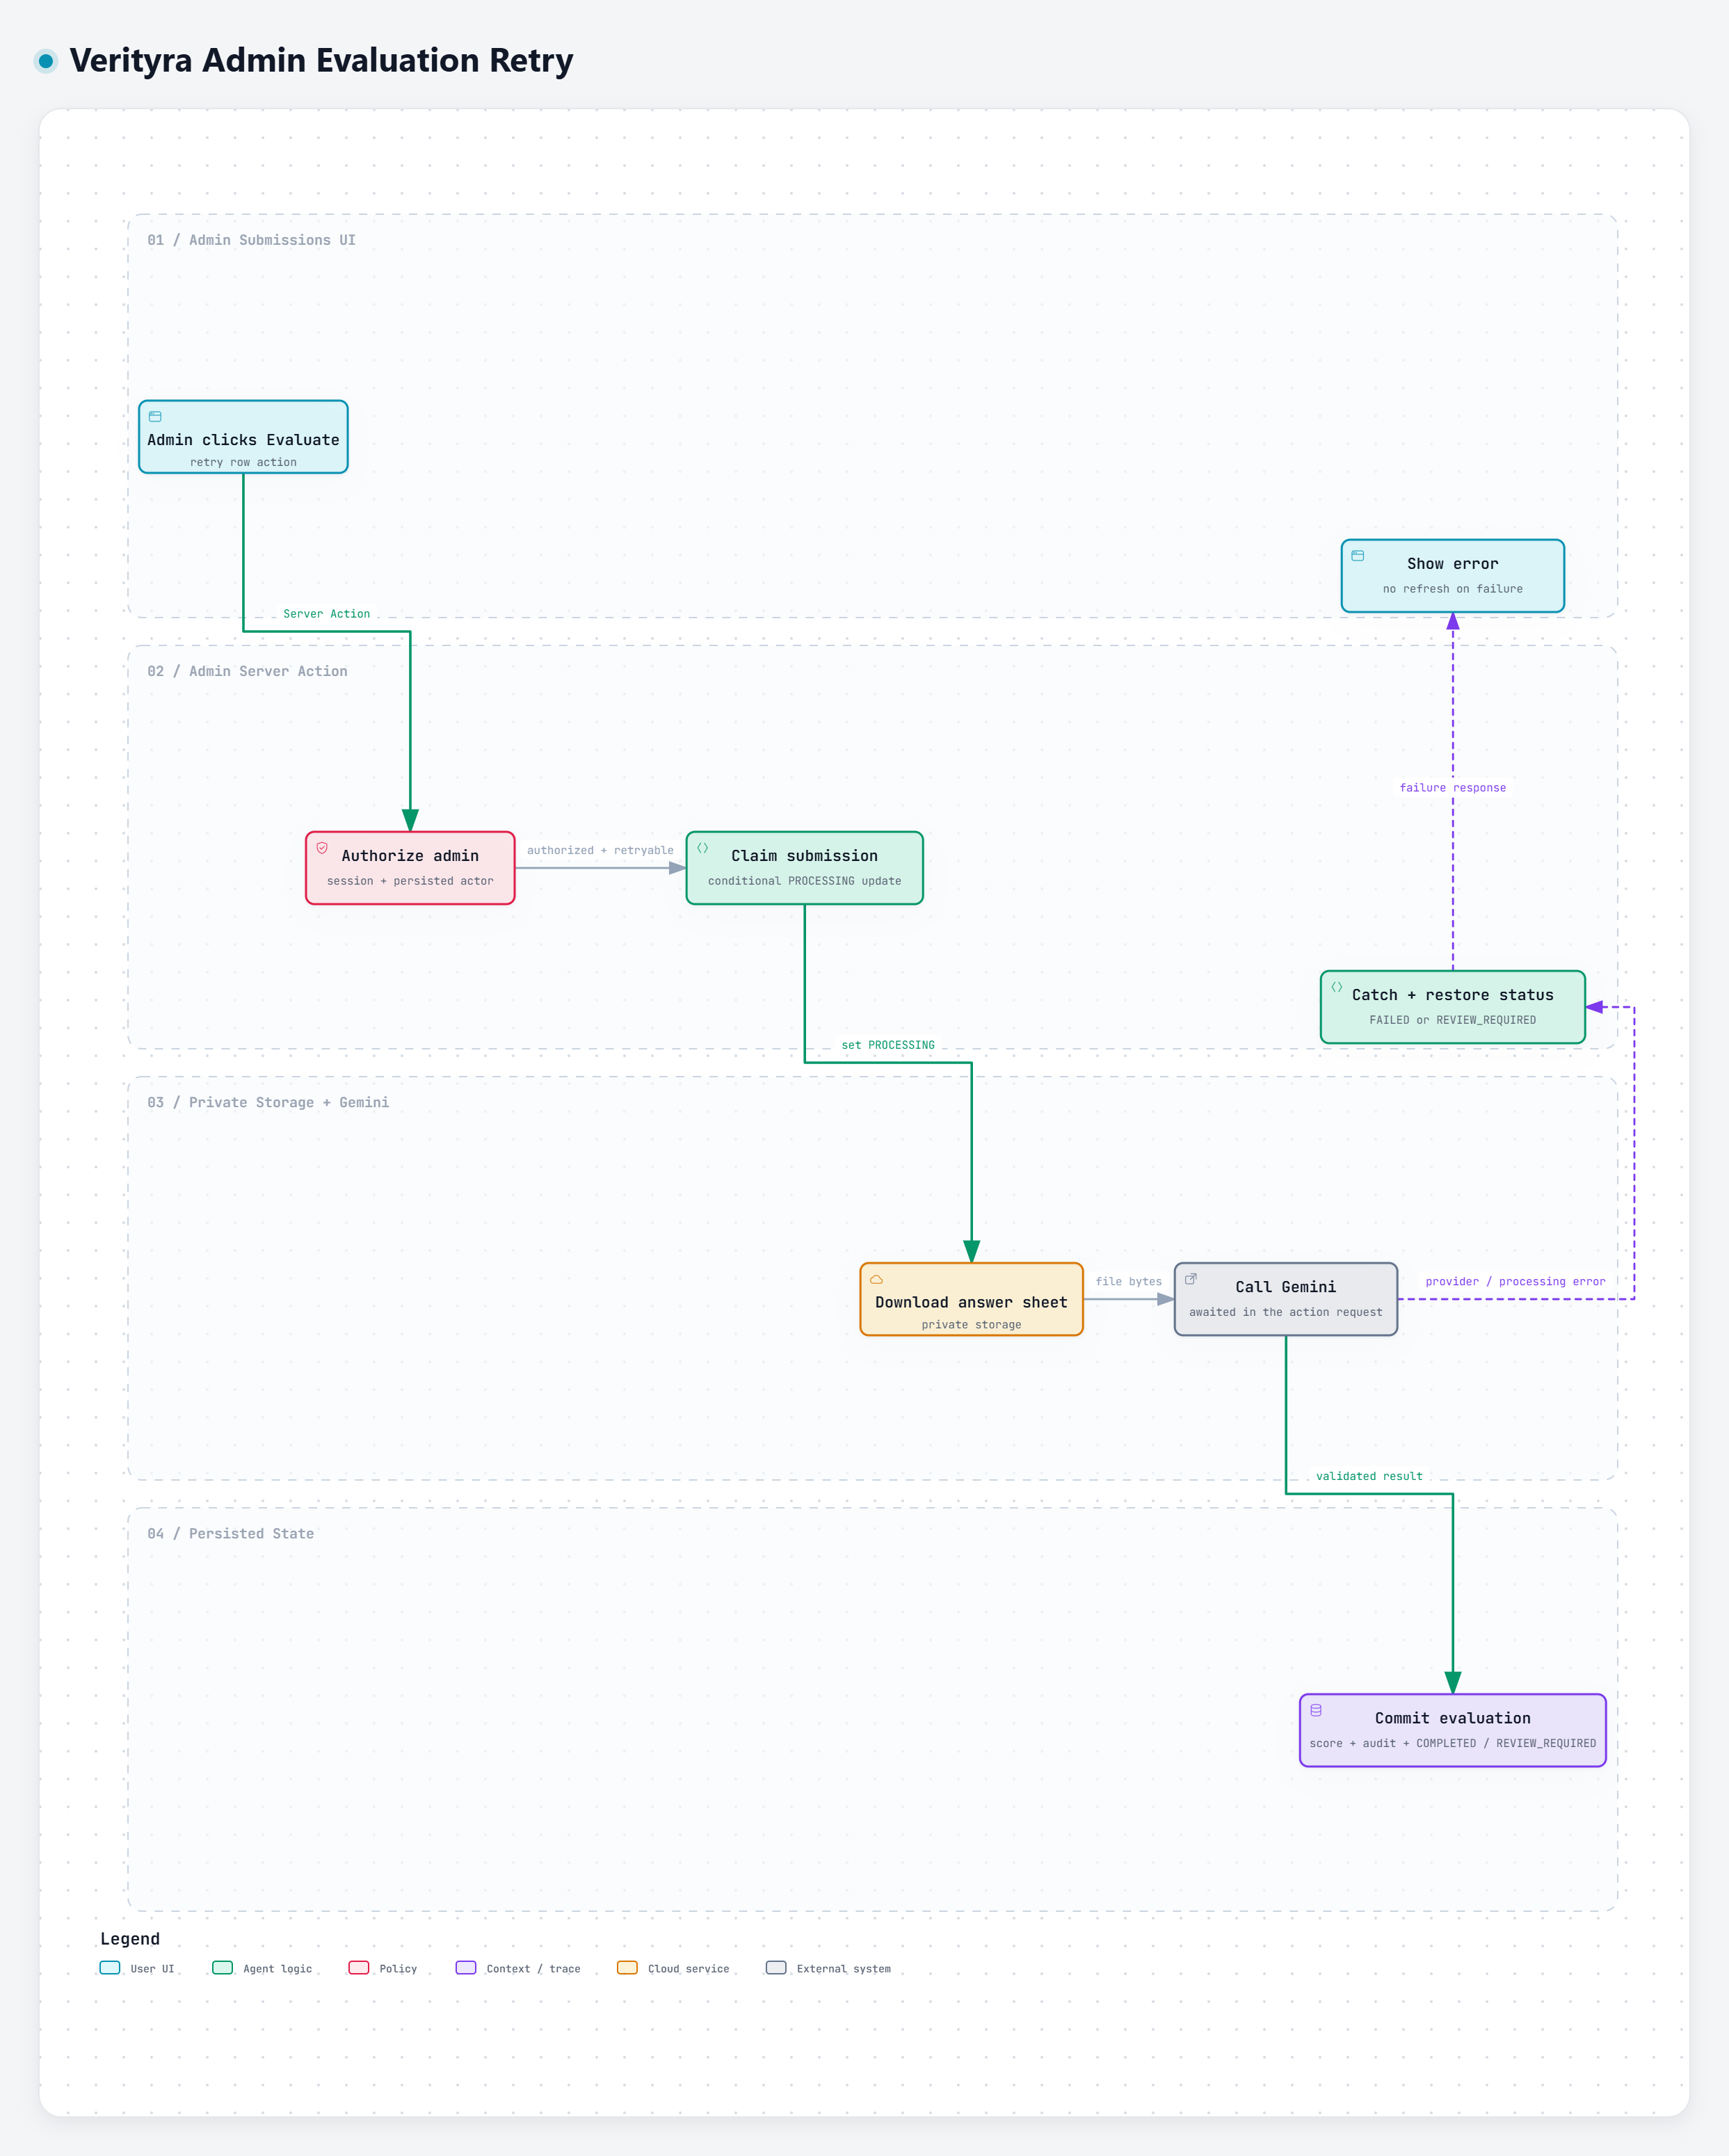 Verityra Admin Evaluation Retry
01 / Admin Submissions UI
Admin clicks Evaluate
retry row action
Show error
no refresh on failure
Server Action
02 / Admin Server Action
failure response
Authorize admin
session + persisted actor
authorized + retryable
Claim submission
conditional PROCESSING update
Catch + restore status
FAILED or REVIEW_REQUIRED
set PROCESSING
03 / Private Storage + Gemini
Download answer sheet
private storage
file bytes
Call Gemini
awaited in the action request
provider / processing error
validated result
04 / Persisted State
Commit evaluation
score + audit + COMPLETED / REVIEW_REQUIRED
Legend
User UI
Agent logic
Policy
Context / trace
Cloud service
External system